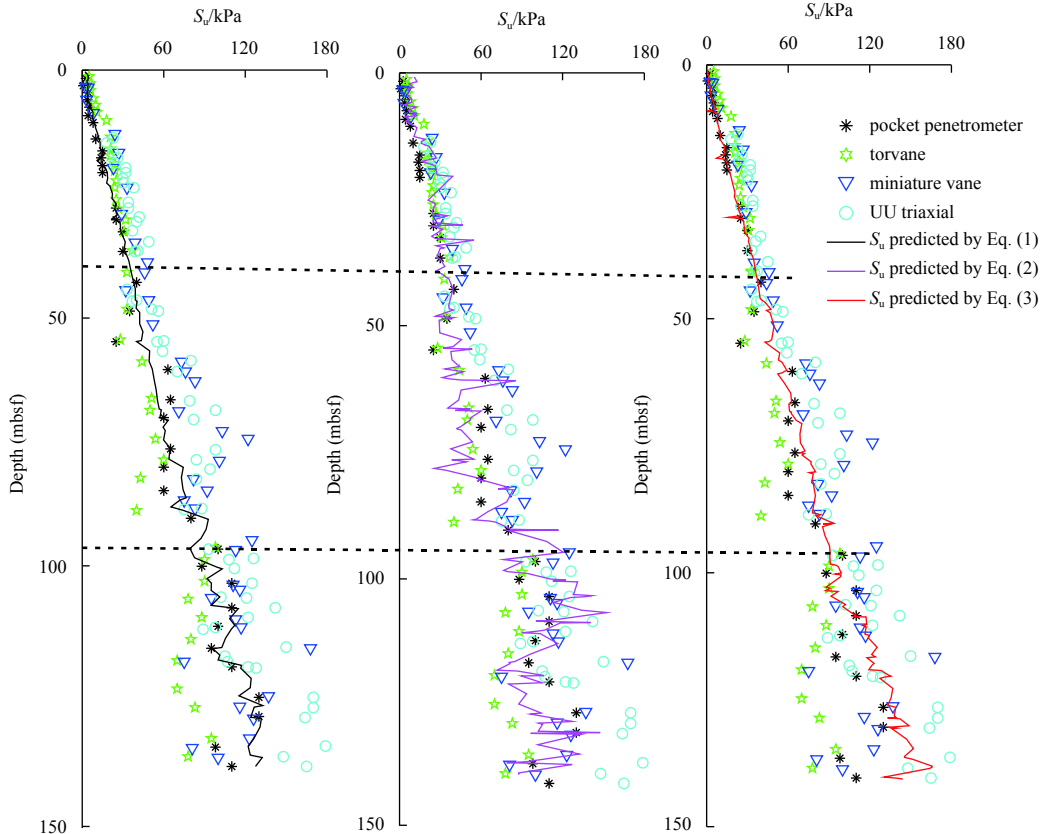 Su/kPa
0 60 120 180
0
50
100
150
Depth (mbsf)
Su/kPa
0 60 120 180
0
50
100
150
Depth (mbsf)
Su/kPa
0 60 120 180
0
50
100
150
Depth (mbsf)
pocket penetrometer
torvane
miniature vane
UU triaxial
Su predicted by Eq. (1)
Su predicted by Eq. (2)
Su predicted by Eq. (3)